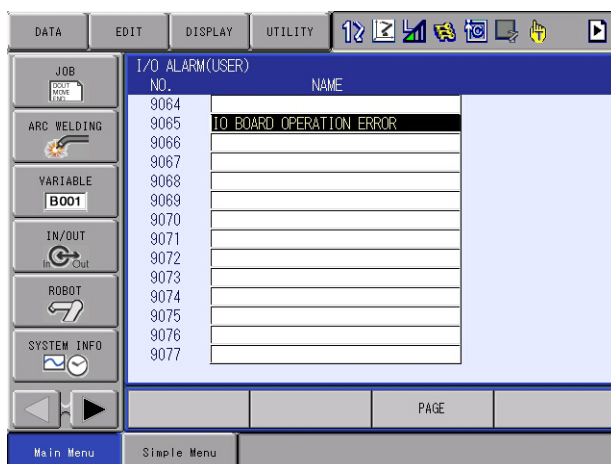 DATA EDIT DISPLAY UTILITY 12
I/O ALARM(USER)
NO. NAME
9064
9065 IO BOARD OPERATION ERROR
9066
9067
9068
9069
9070
9071
9072
9073
9074
9075
9076
9077
JOB
DOUT
MOVE
END
ARC WELDING
VARIABLE
B001
IN/OUT
In Out
ROBOT
SYSTEM INFO
PAGE
Main Menu Simple Menu